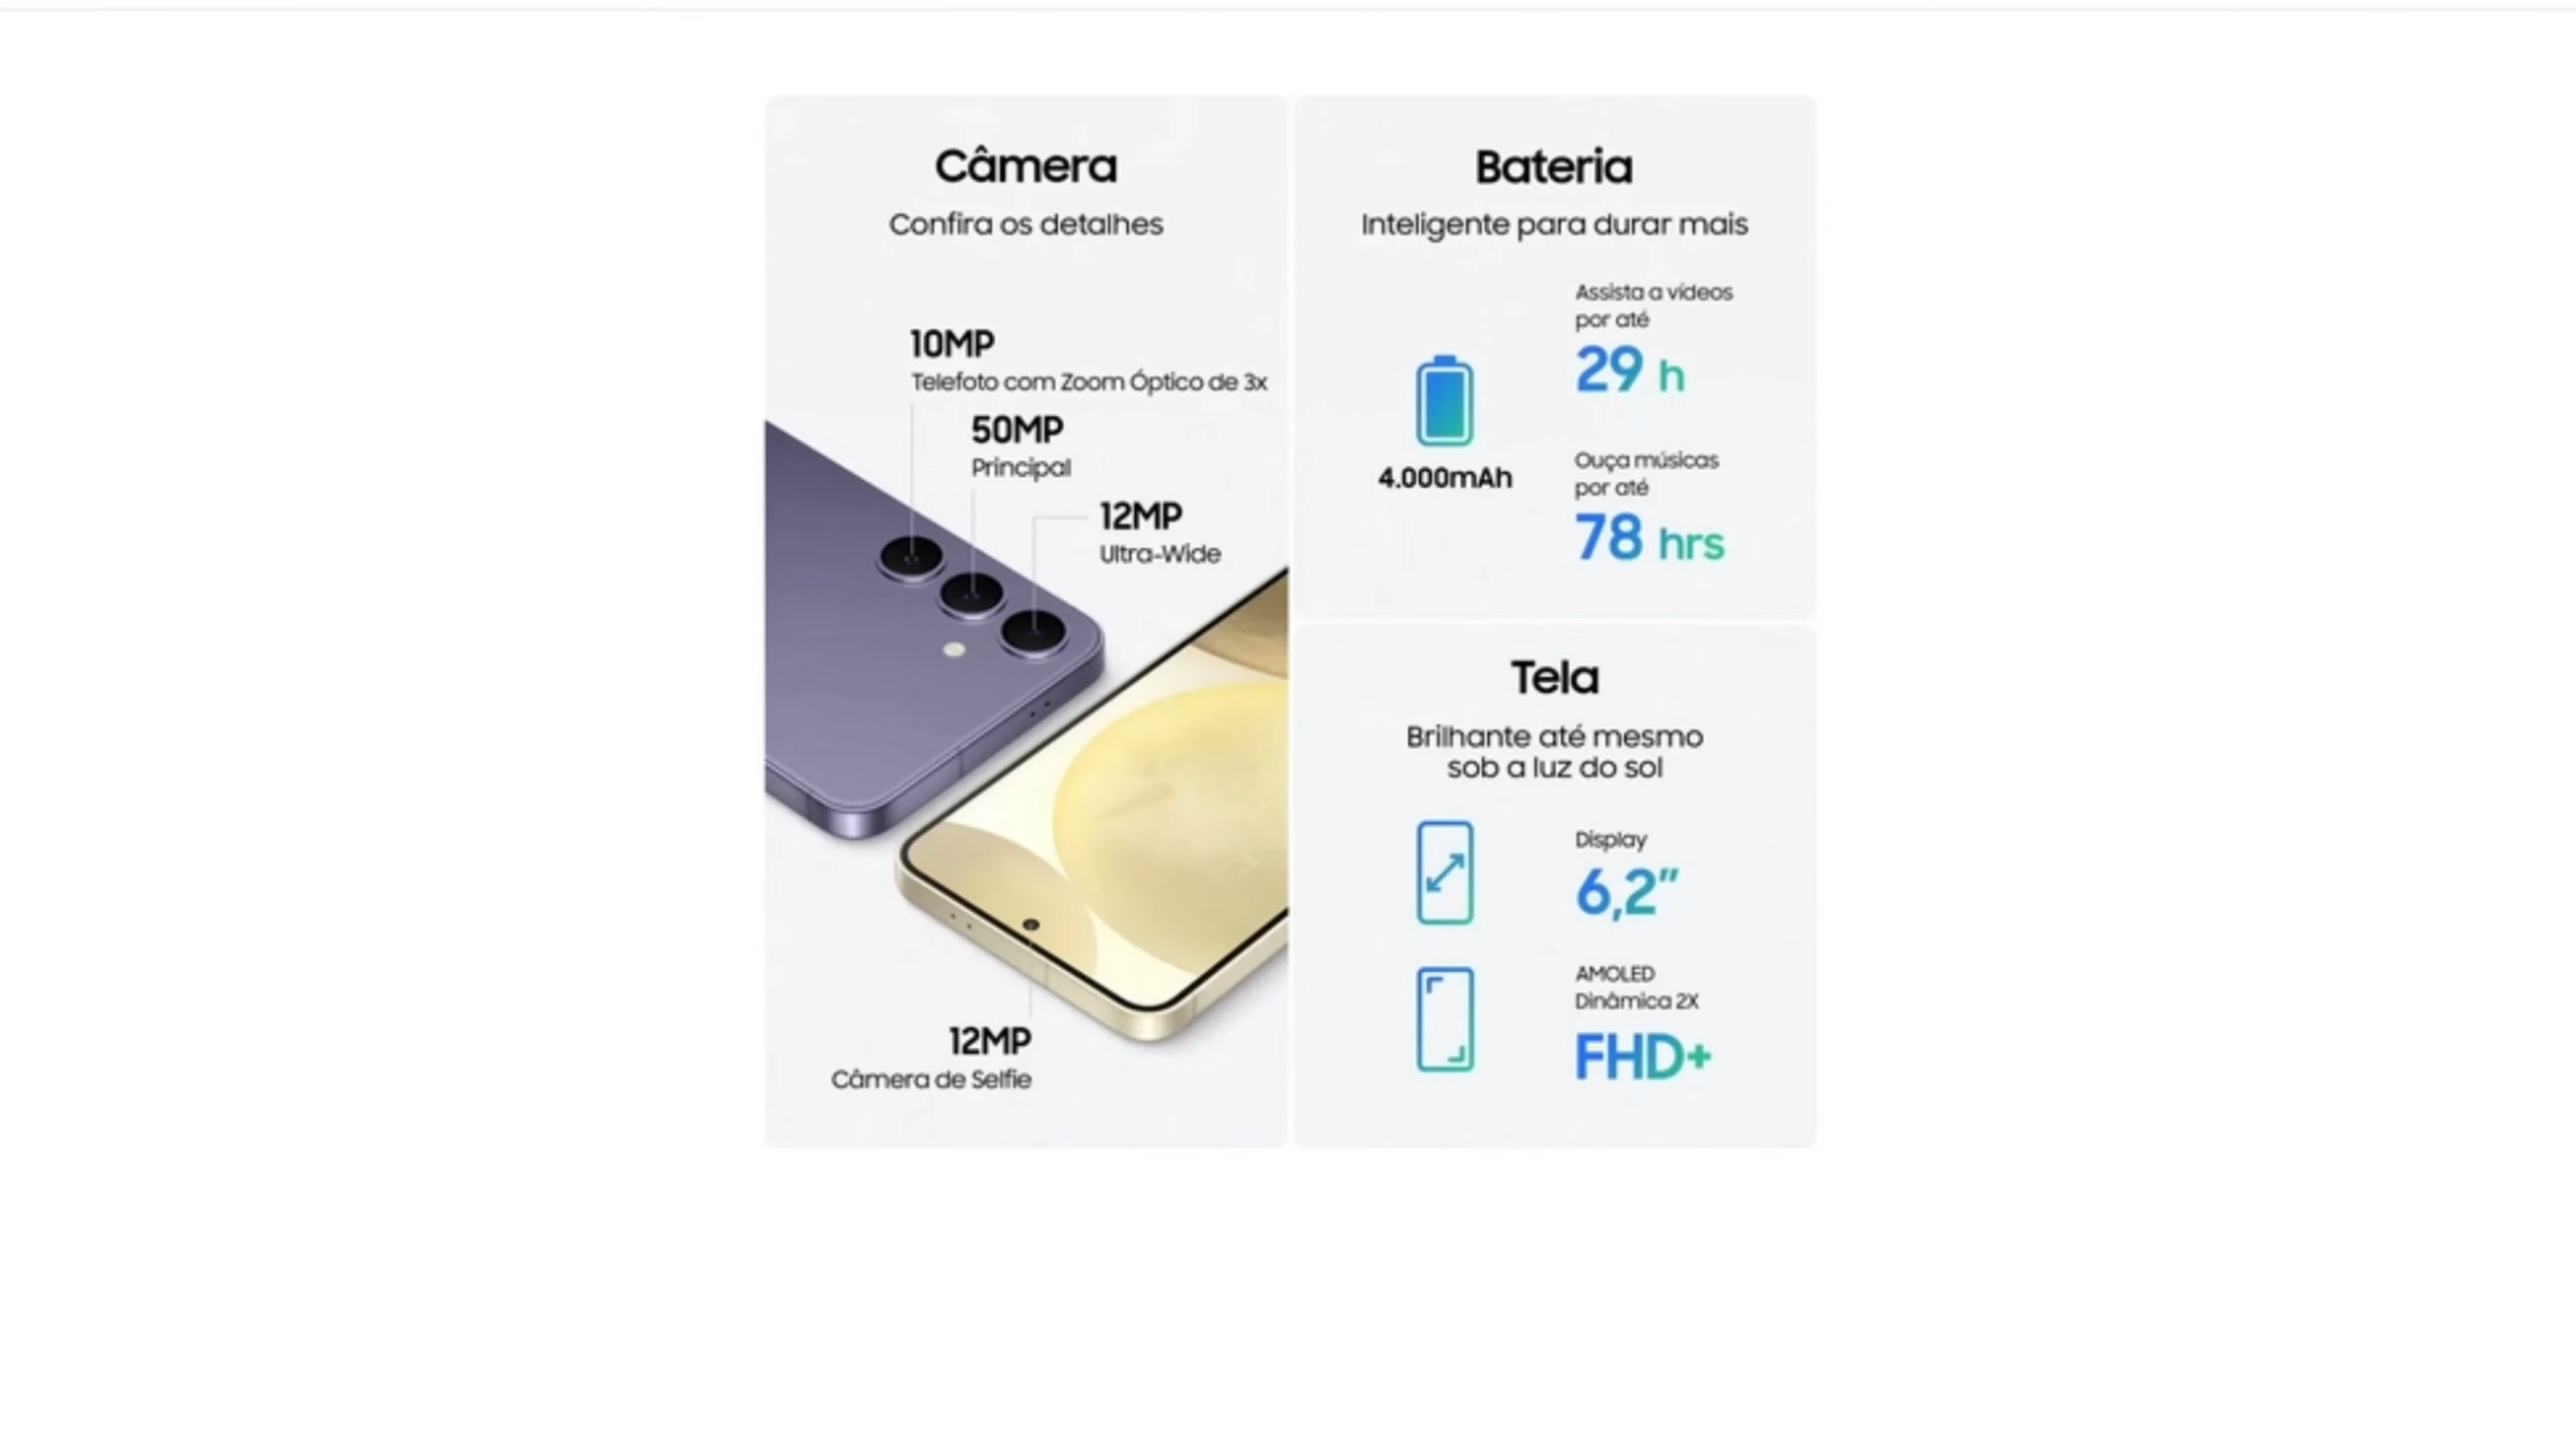 Câmera
Confira os detalhes
10MP
Telefoto com Zoom Óptico de 3x
50MP
Principal
12MP
Ultra-Wide
12MP
Câmera de Selfie
Bateria
Inteligente para durar mais
4.000mAh
Assista a vídeos
por até
29 h
Ouça músicas
por até
78 hrs
Tela
Brilhante até mesmo
sob a luz do sol
Display
6,2"
AMOLED
Dinâmica 2X
FHD+